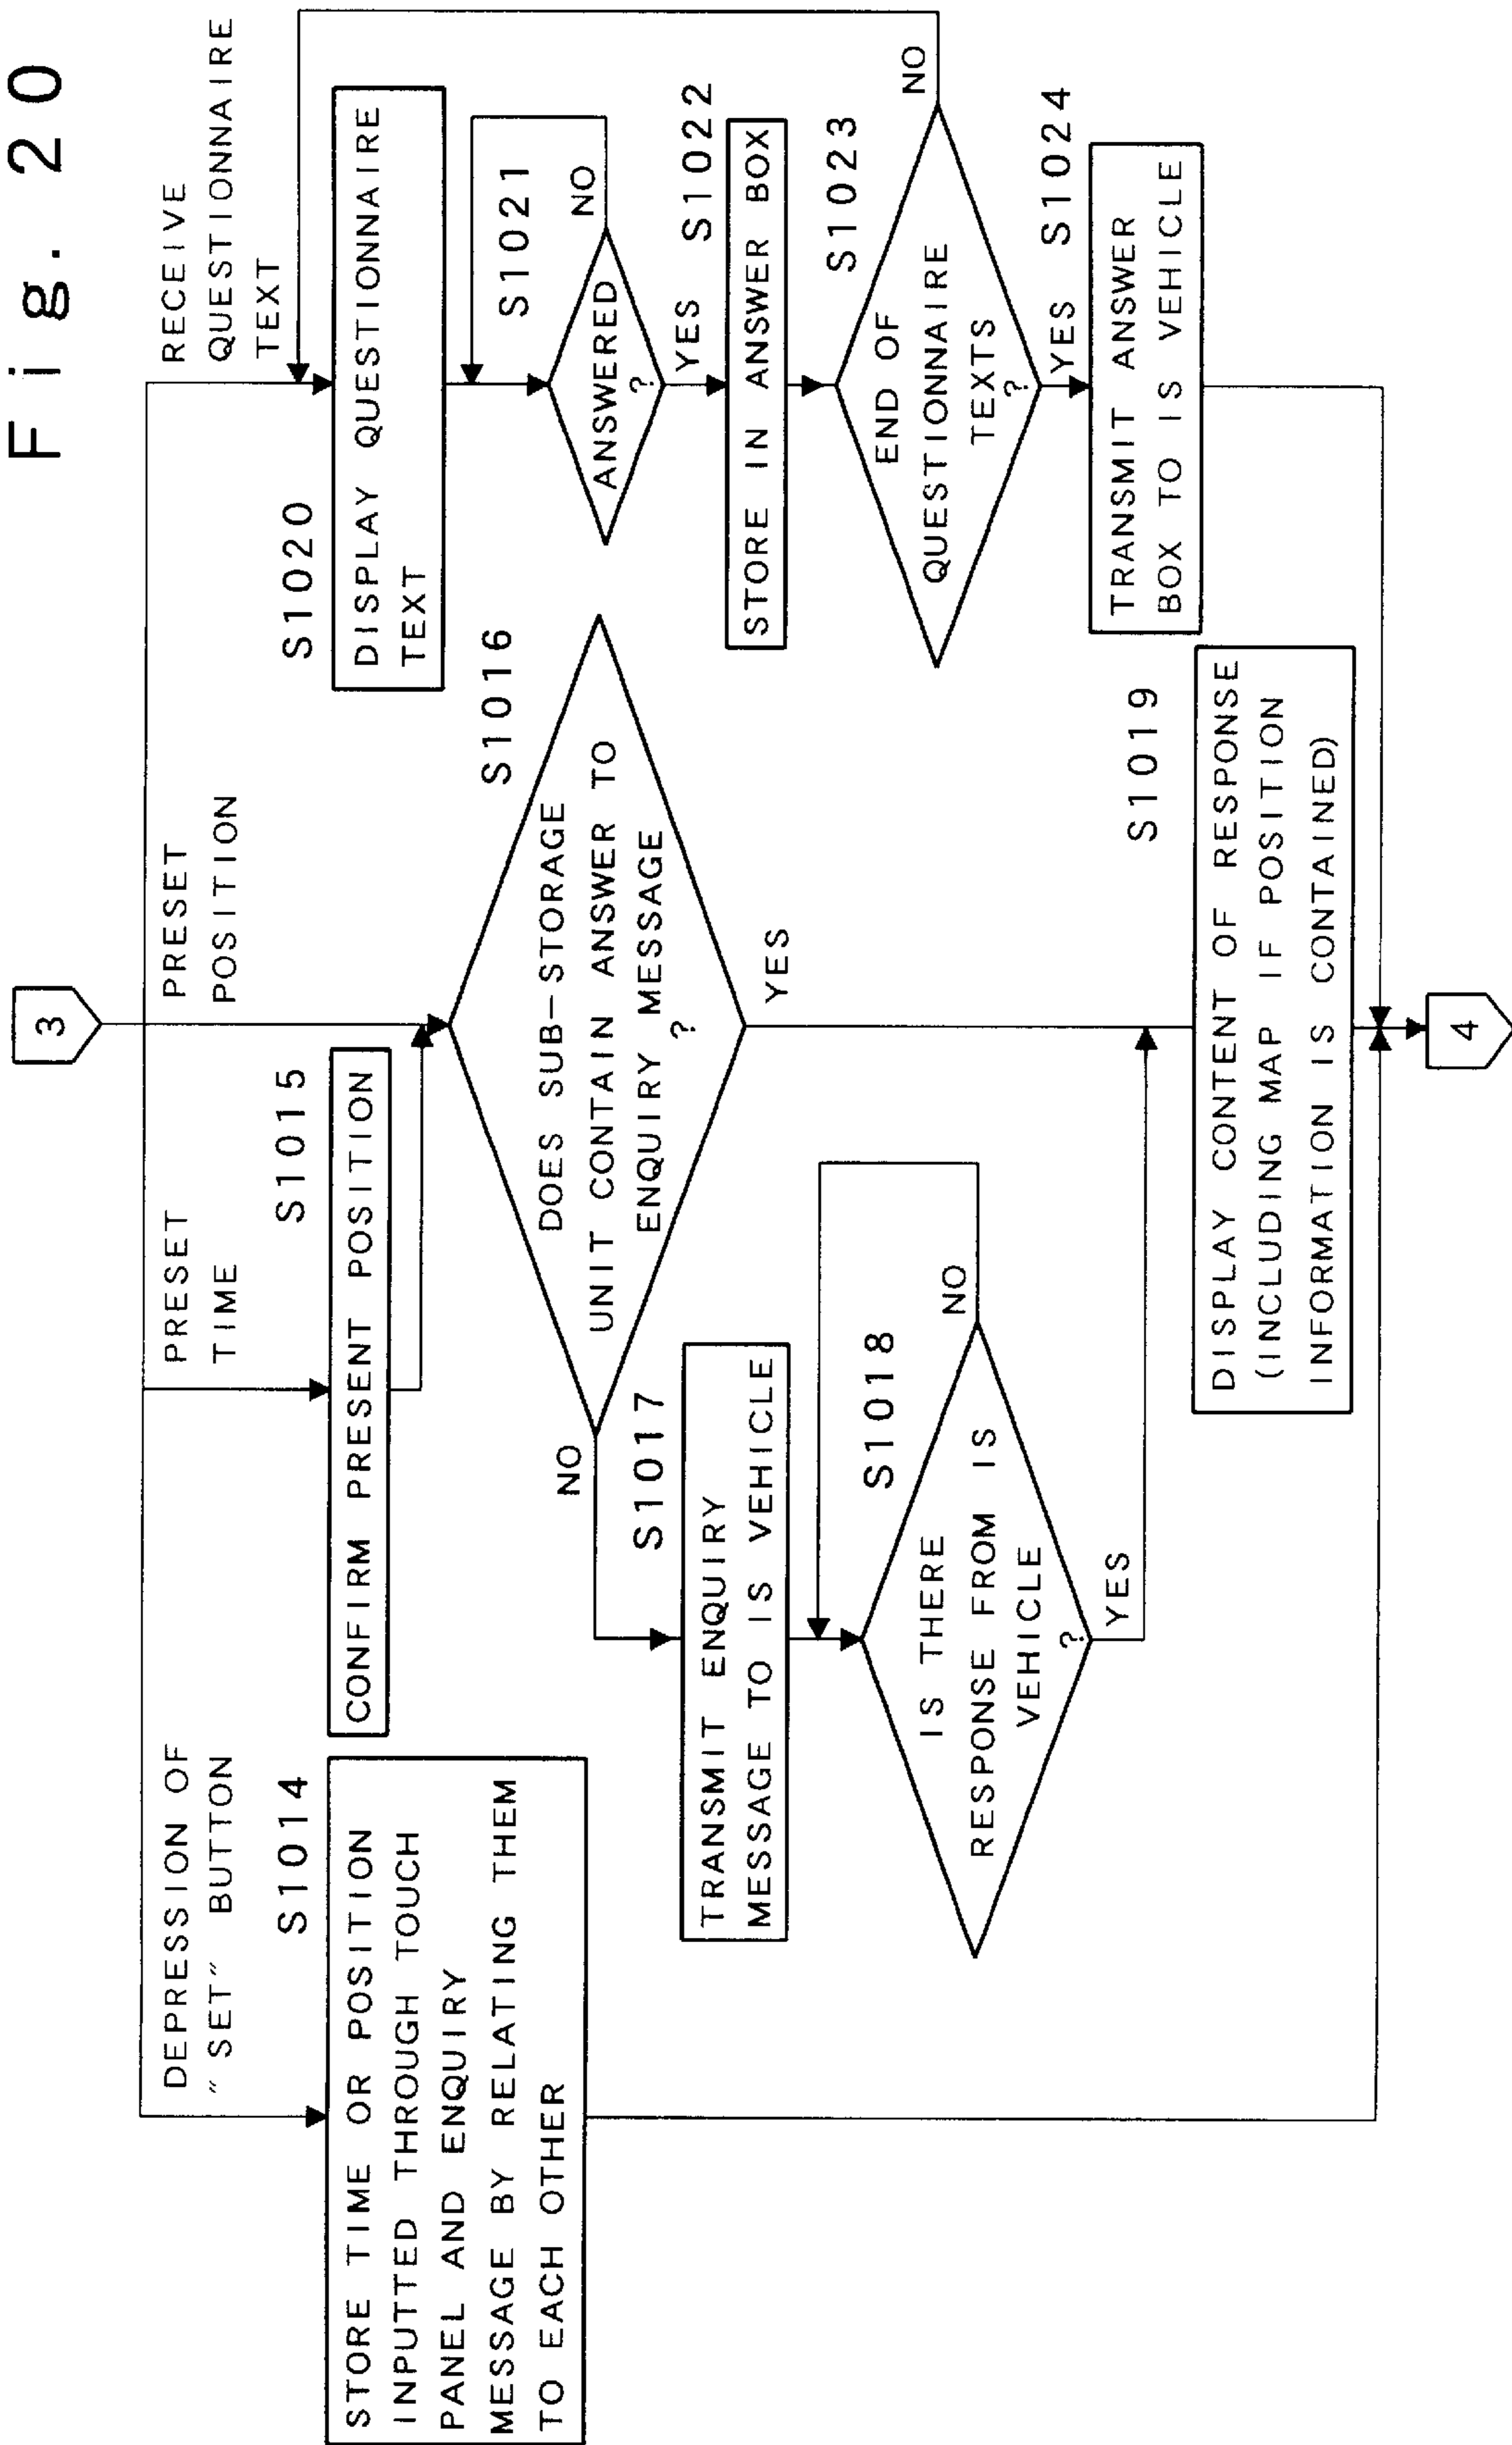 Fig. 20
3
DEPRESSION OF
"SET" BUTTON
PRESET
TIME
PRESET
POSITION
RECEIVE
QUESTIONNAIRE
TEXT
S1014
STORE TIME OR POSITION
INPUTTED THROUGH TOUCH
PANEL AND ENQUIRY
MESSAGE BY RELATING THEM
TO EACH OTHER
S1015
CONFIRM PRESENT POSITION
S1016
DOES SUB-STORAGE
UNIT CONTAIN ANSWER TO
ENQUIRY MESSAGE
?
NO
YES
S1017
TRANSMIT ENQUIRY
MESSAGE TO IS VEHICLE
S1018
IS THERE
RESPONSE FROM IS
VEHICLE
?
NO
YES
S1019
DISPLAY CONTENT OF RESPONSE
(INCLUDING MAP IF POSITION
INFORMATION IS CONTAINED)
S1020
DISPLAY QUESTIONNAIRE
TEXT
S1021
ANSWERED
?
NO
YES
S1022
STORE IN ANSWER BOX
S1023
END OF
QUESTIONNAIRE
TEXTS
?
NO
YES
S1024
TRANSMIT ANSWER
BOX TO IS VEHICLE
4